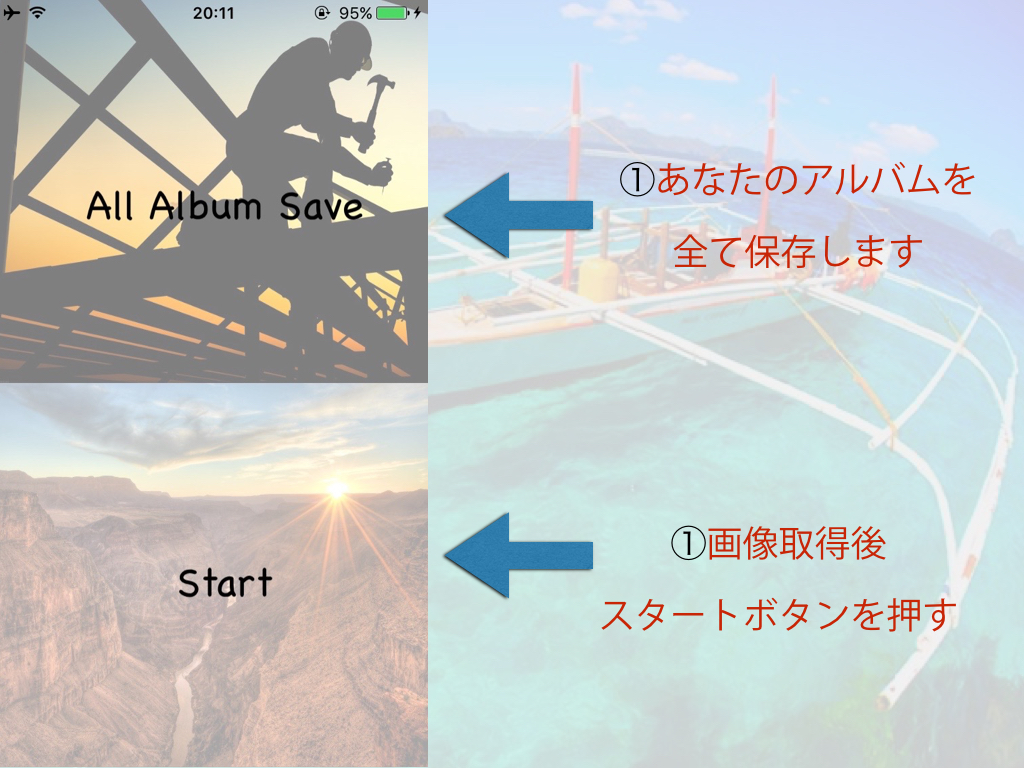 20:11
95%
All Album Save
①あなたのアルバムを
全て保存します
Start
①画像取得後
スタートボタンを押す